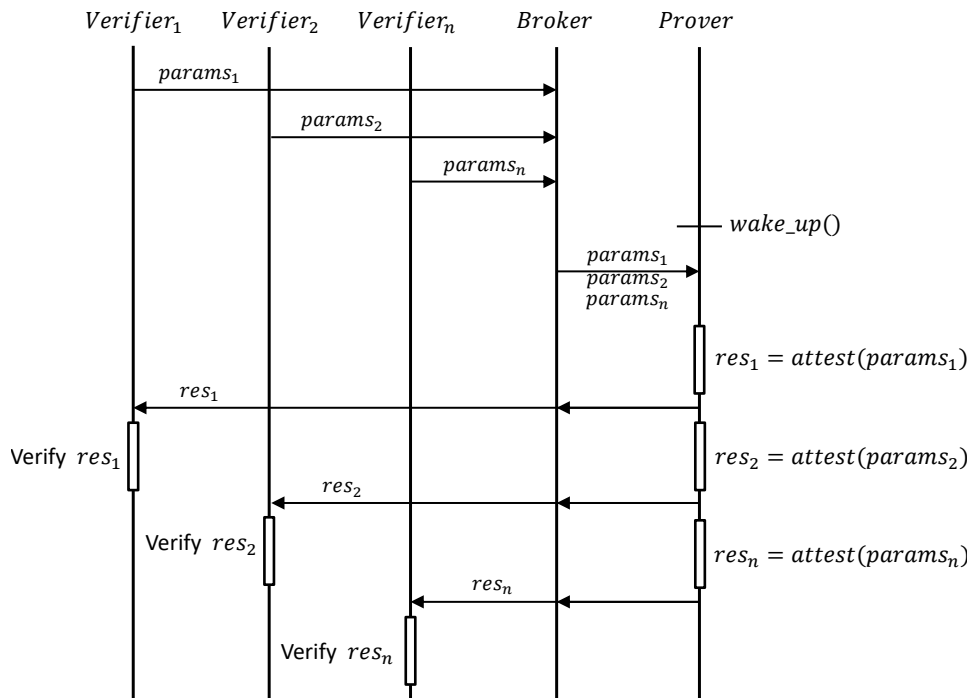 Verifier₁ Verifier₂ Verifierₙ Broker Prover
params₁
params₂
paramsₙ
wake_up()
params₁
params₂
paramsₙ
res₁ = attest(params₁)
res₁
Verify res₁
res₂ = attest(params₂)
res₂
Verify res₂
resₙ = attest(paramsₙ)
resₙ
Verify resₙ